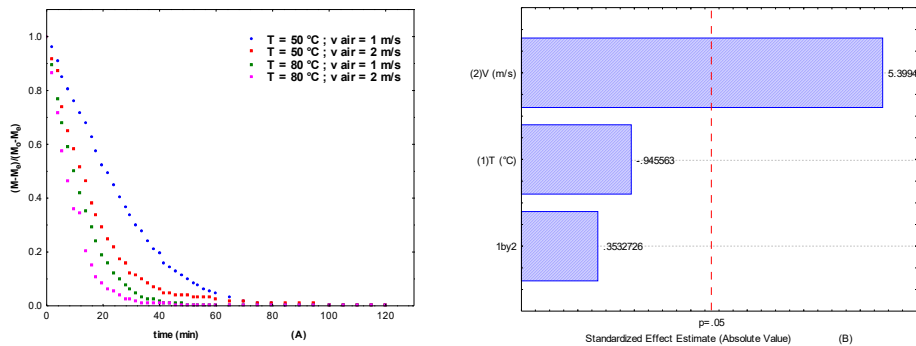 T = 50 °C ; v air = 1 m/s
T = 50 °C ; v air = 2 m/s
T = 80 °C ; v air = 1 m/s
T = 80 °C ; v air = 2 m/s
(M-Me)/(Mo-Me)
1.0
0.8
0.6
0.4
0.2
0.0
0 20 40 60 80 100 120
time (min) (A)
(2)V (m/s)
5.3994
(1)T (°C)
-.945563
1by2
.3532726
p=.05
Standardized Effect Estimate (Absolute Value) (B)